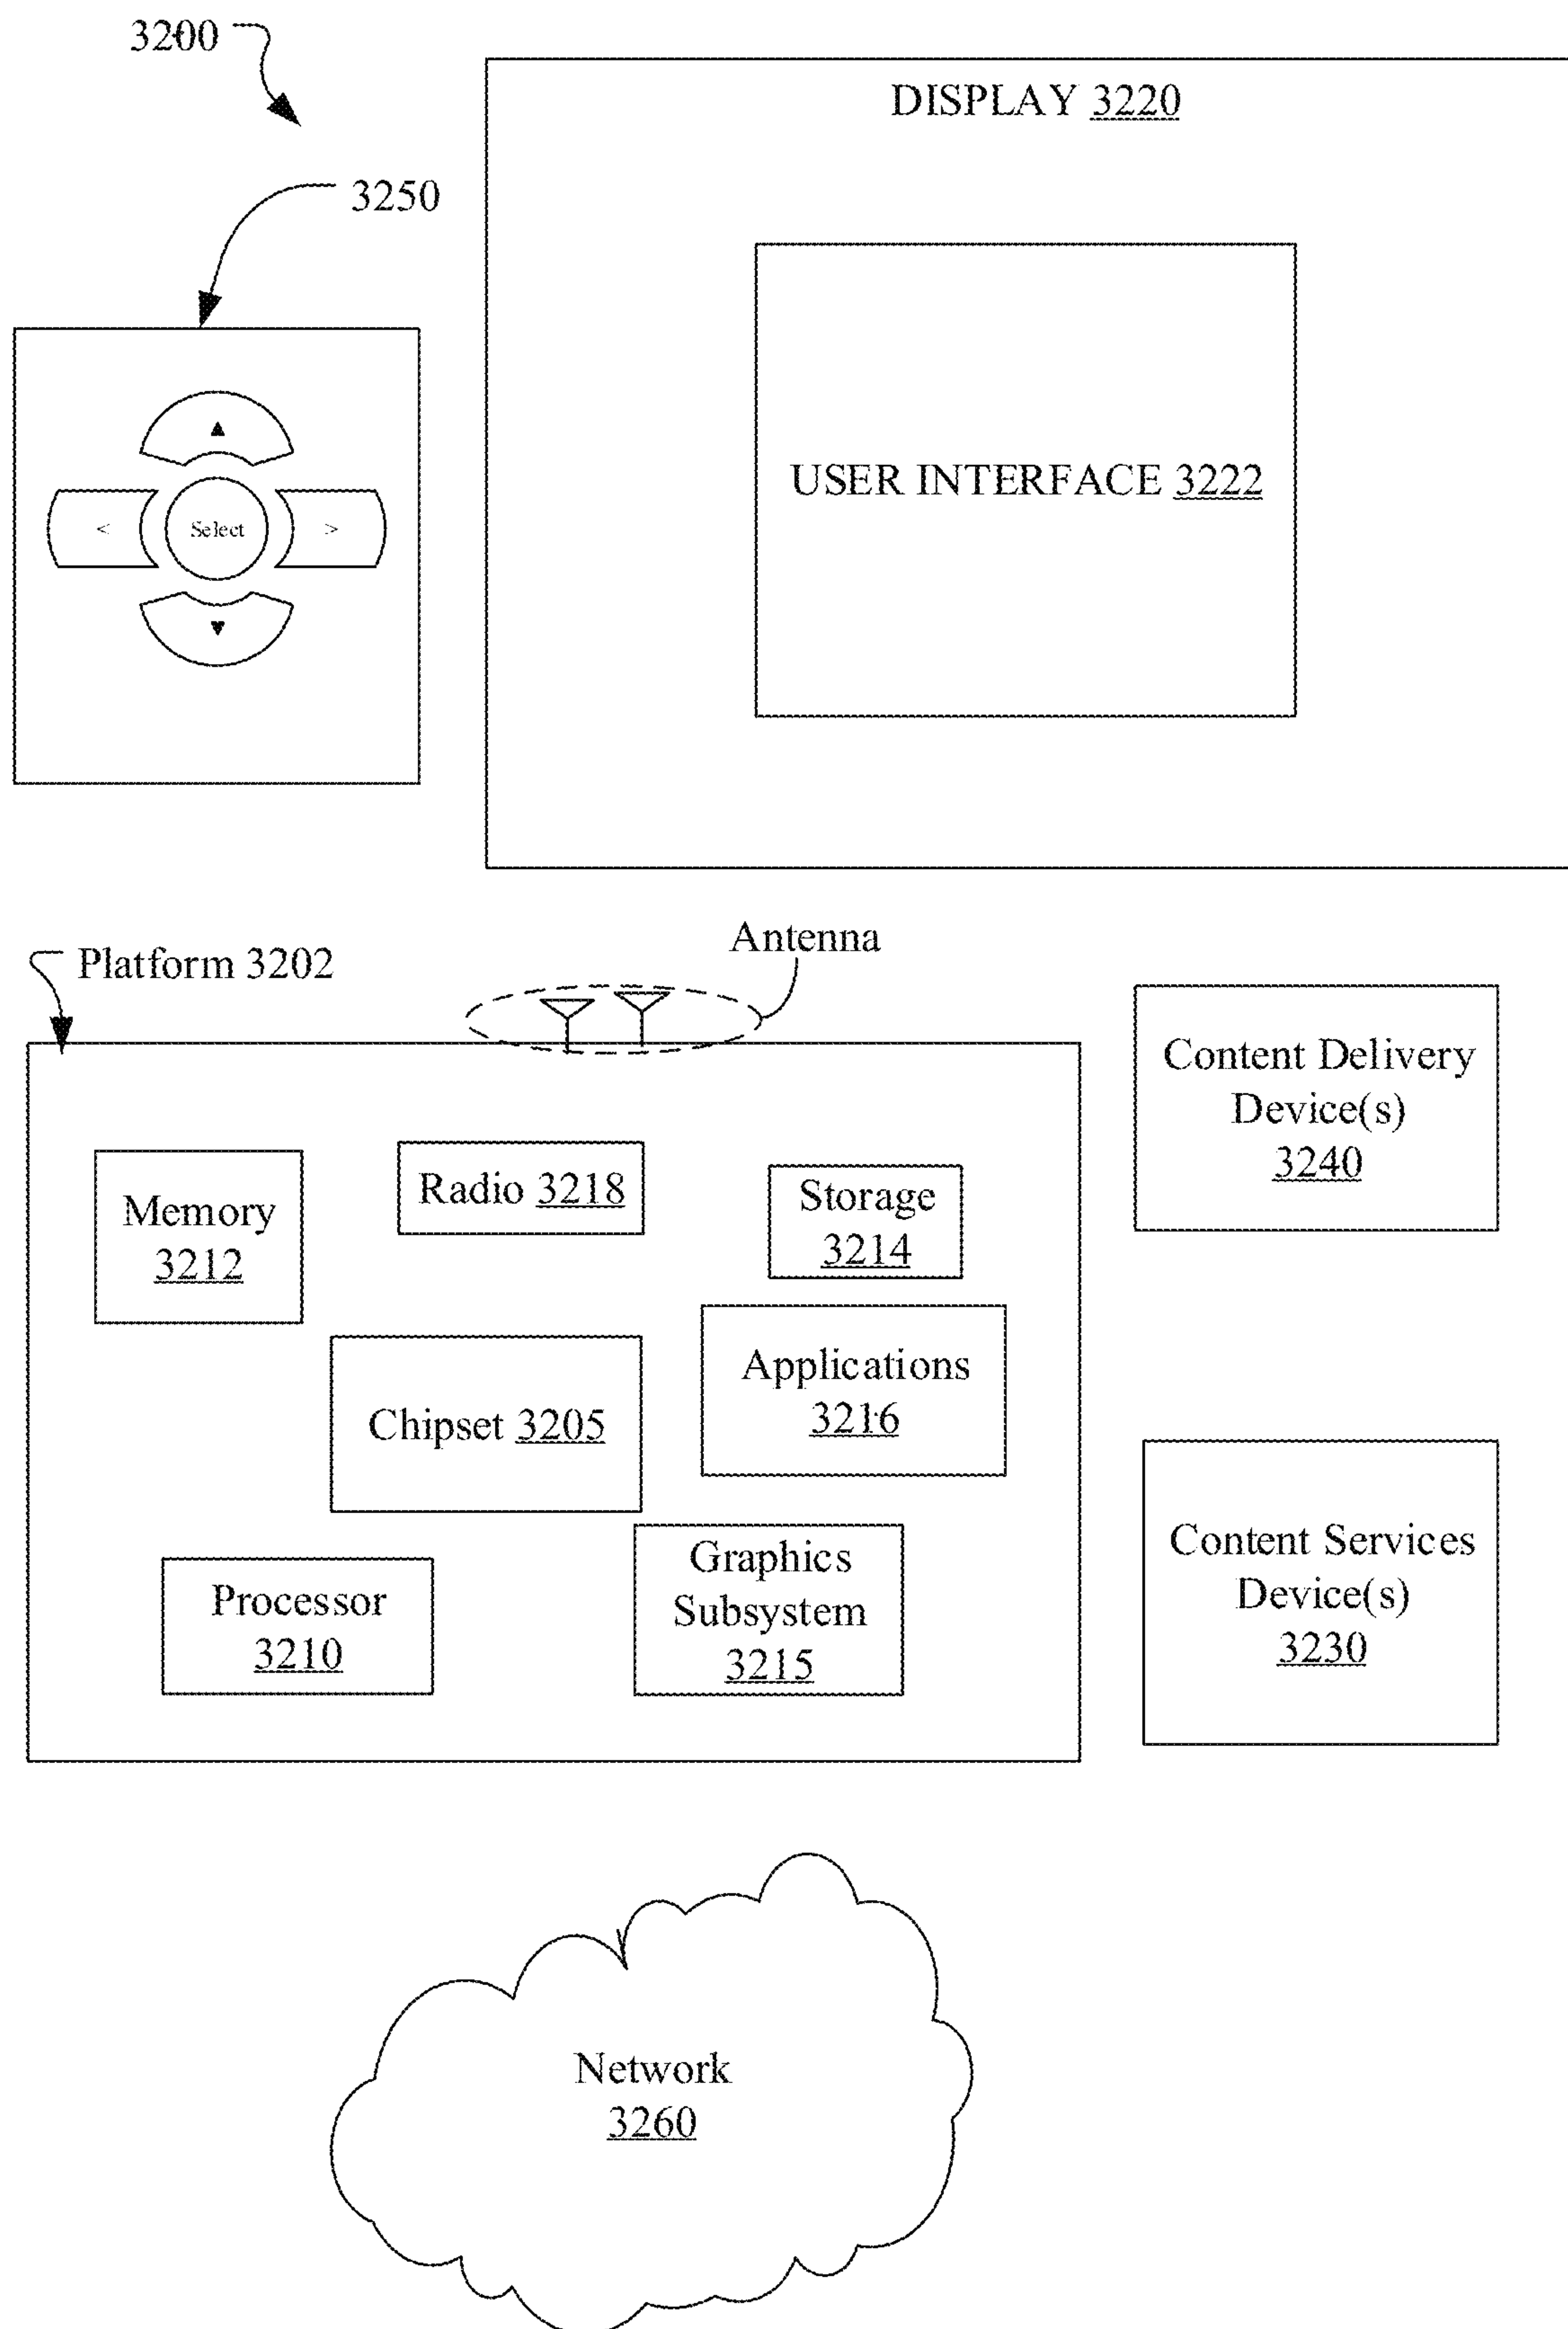 3200
DISPLAY 3220
3250
USER INTERFACE 3222
▲
< Select >
▼
Antenna
Platform 3202
Content Delivery
Device(s)
3240
Memory
3212
Radio 3218
Storage
3214
Applications
3216
Chipset 3205
Content Services
Device(s)
3230
Graphics
Subsystem
3215
Processor
3210
Network
3260